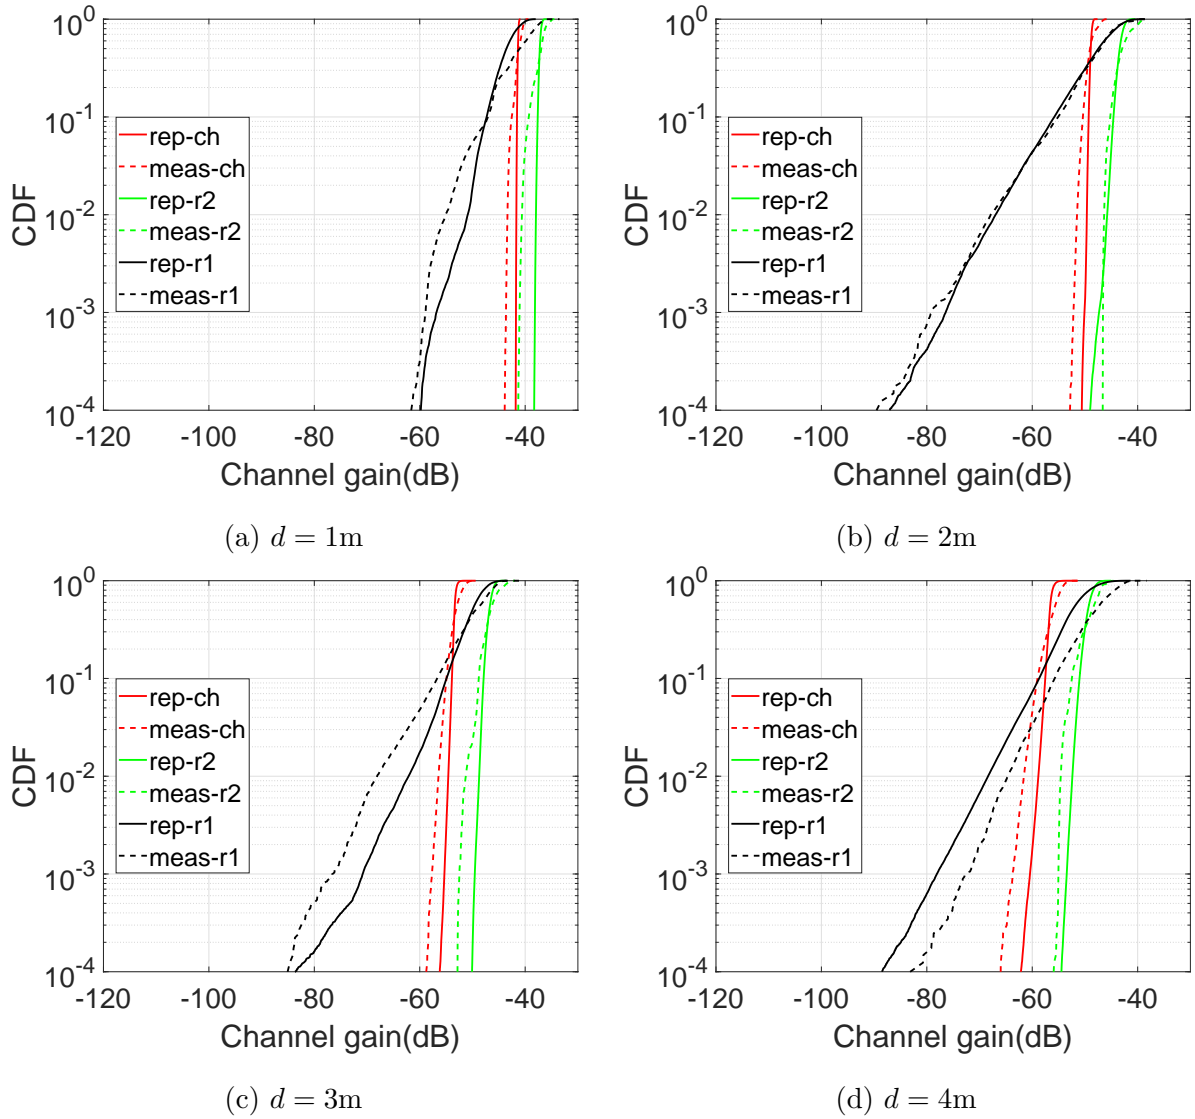 10^0
10^-1
10^-2
10^-3
10^-4
CDF
rep-ch
meas-ch
rep-r2
meas-r2
rep-r1
meas-r1
-120 -100 -80 -60 -40
Channel gain(dB)
(a) d = 1m
10^0
10^-1
10^-2
10^-3
10^-4
CDF
rep-ch
meas-ch
rep-r2
meas-r2
rep-r1
meas-r1
-120 -100 -80 -60 -40
Channel gain(dB)
(b) d = 2m
10^0
10^-1
10^-2
10^-3
10^-4
CDF
rep-ch
meas-ch
rep-r2
meas-r2
rep-r1
meas-r1
-120 -100 -80 -60 -40
Channel gain(dB)
(c) d = 3m
10^0
10^-1
10^-2
10^-3
10^-4
CDF
rep-ch
meas-ch
rep-r2
meas-r2
rep-r1
meas-r1
-120 -100 -80 -60 -40
Channel gain(dB)
(d) d = 4m